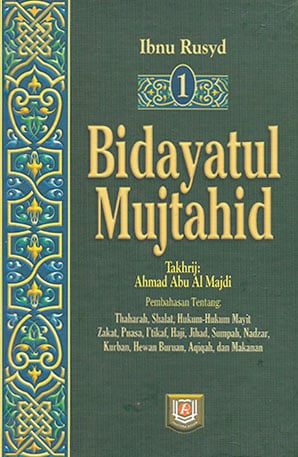 Ibnu Rusyd
1
Bidayatul
Mujtahid
Takhrij:
Ahmad Abu Al Majdi
Pembahasan Tentang:
Thaharah, Shalat, Hukum-Hukum Mayit
Zakat, Puasa, I'tikaf, Haji, Jihad, Sumpah, Nadzar,
Kurban, Hewan Buruan, Aqiqah, dan Makanan